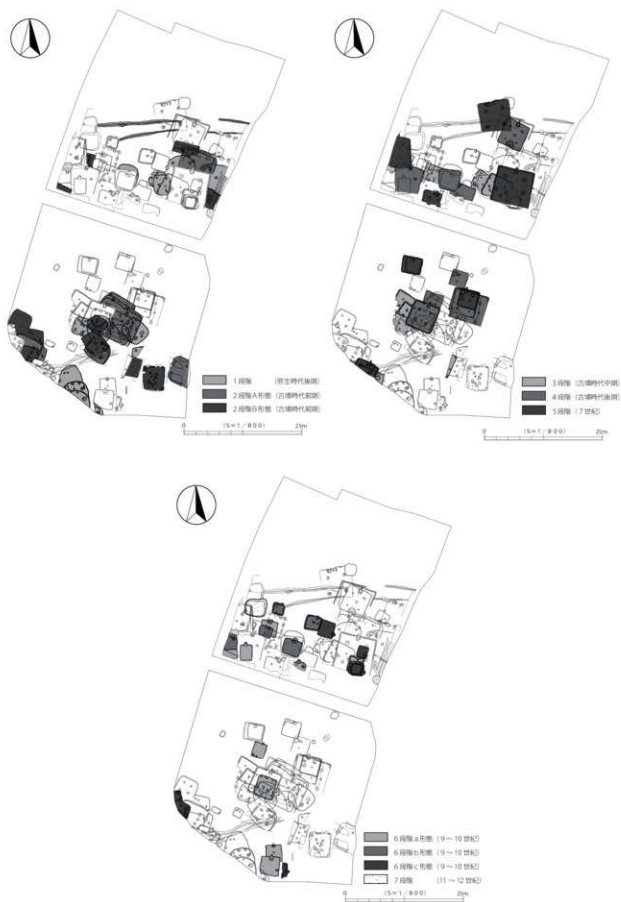 1段階 （弥生時代後期）
2段階A形態（古墳時代前期）
2段階B形態（古墳時代前期）
（S＝1／800）
0 25m
3段階（古墳時代中期）
4段階（古墳時代後期）
5段階（7世紀）
（S＝1／800）
0 25m
6段階a形態（9～10世紀）
6段階b形態（9～10世紀）
6段階c形態（9～10世紀）
7段階 （11～12世紀）
（S＝1／800）
0 25m